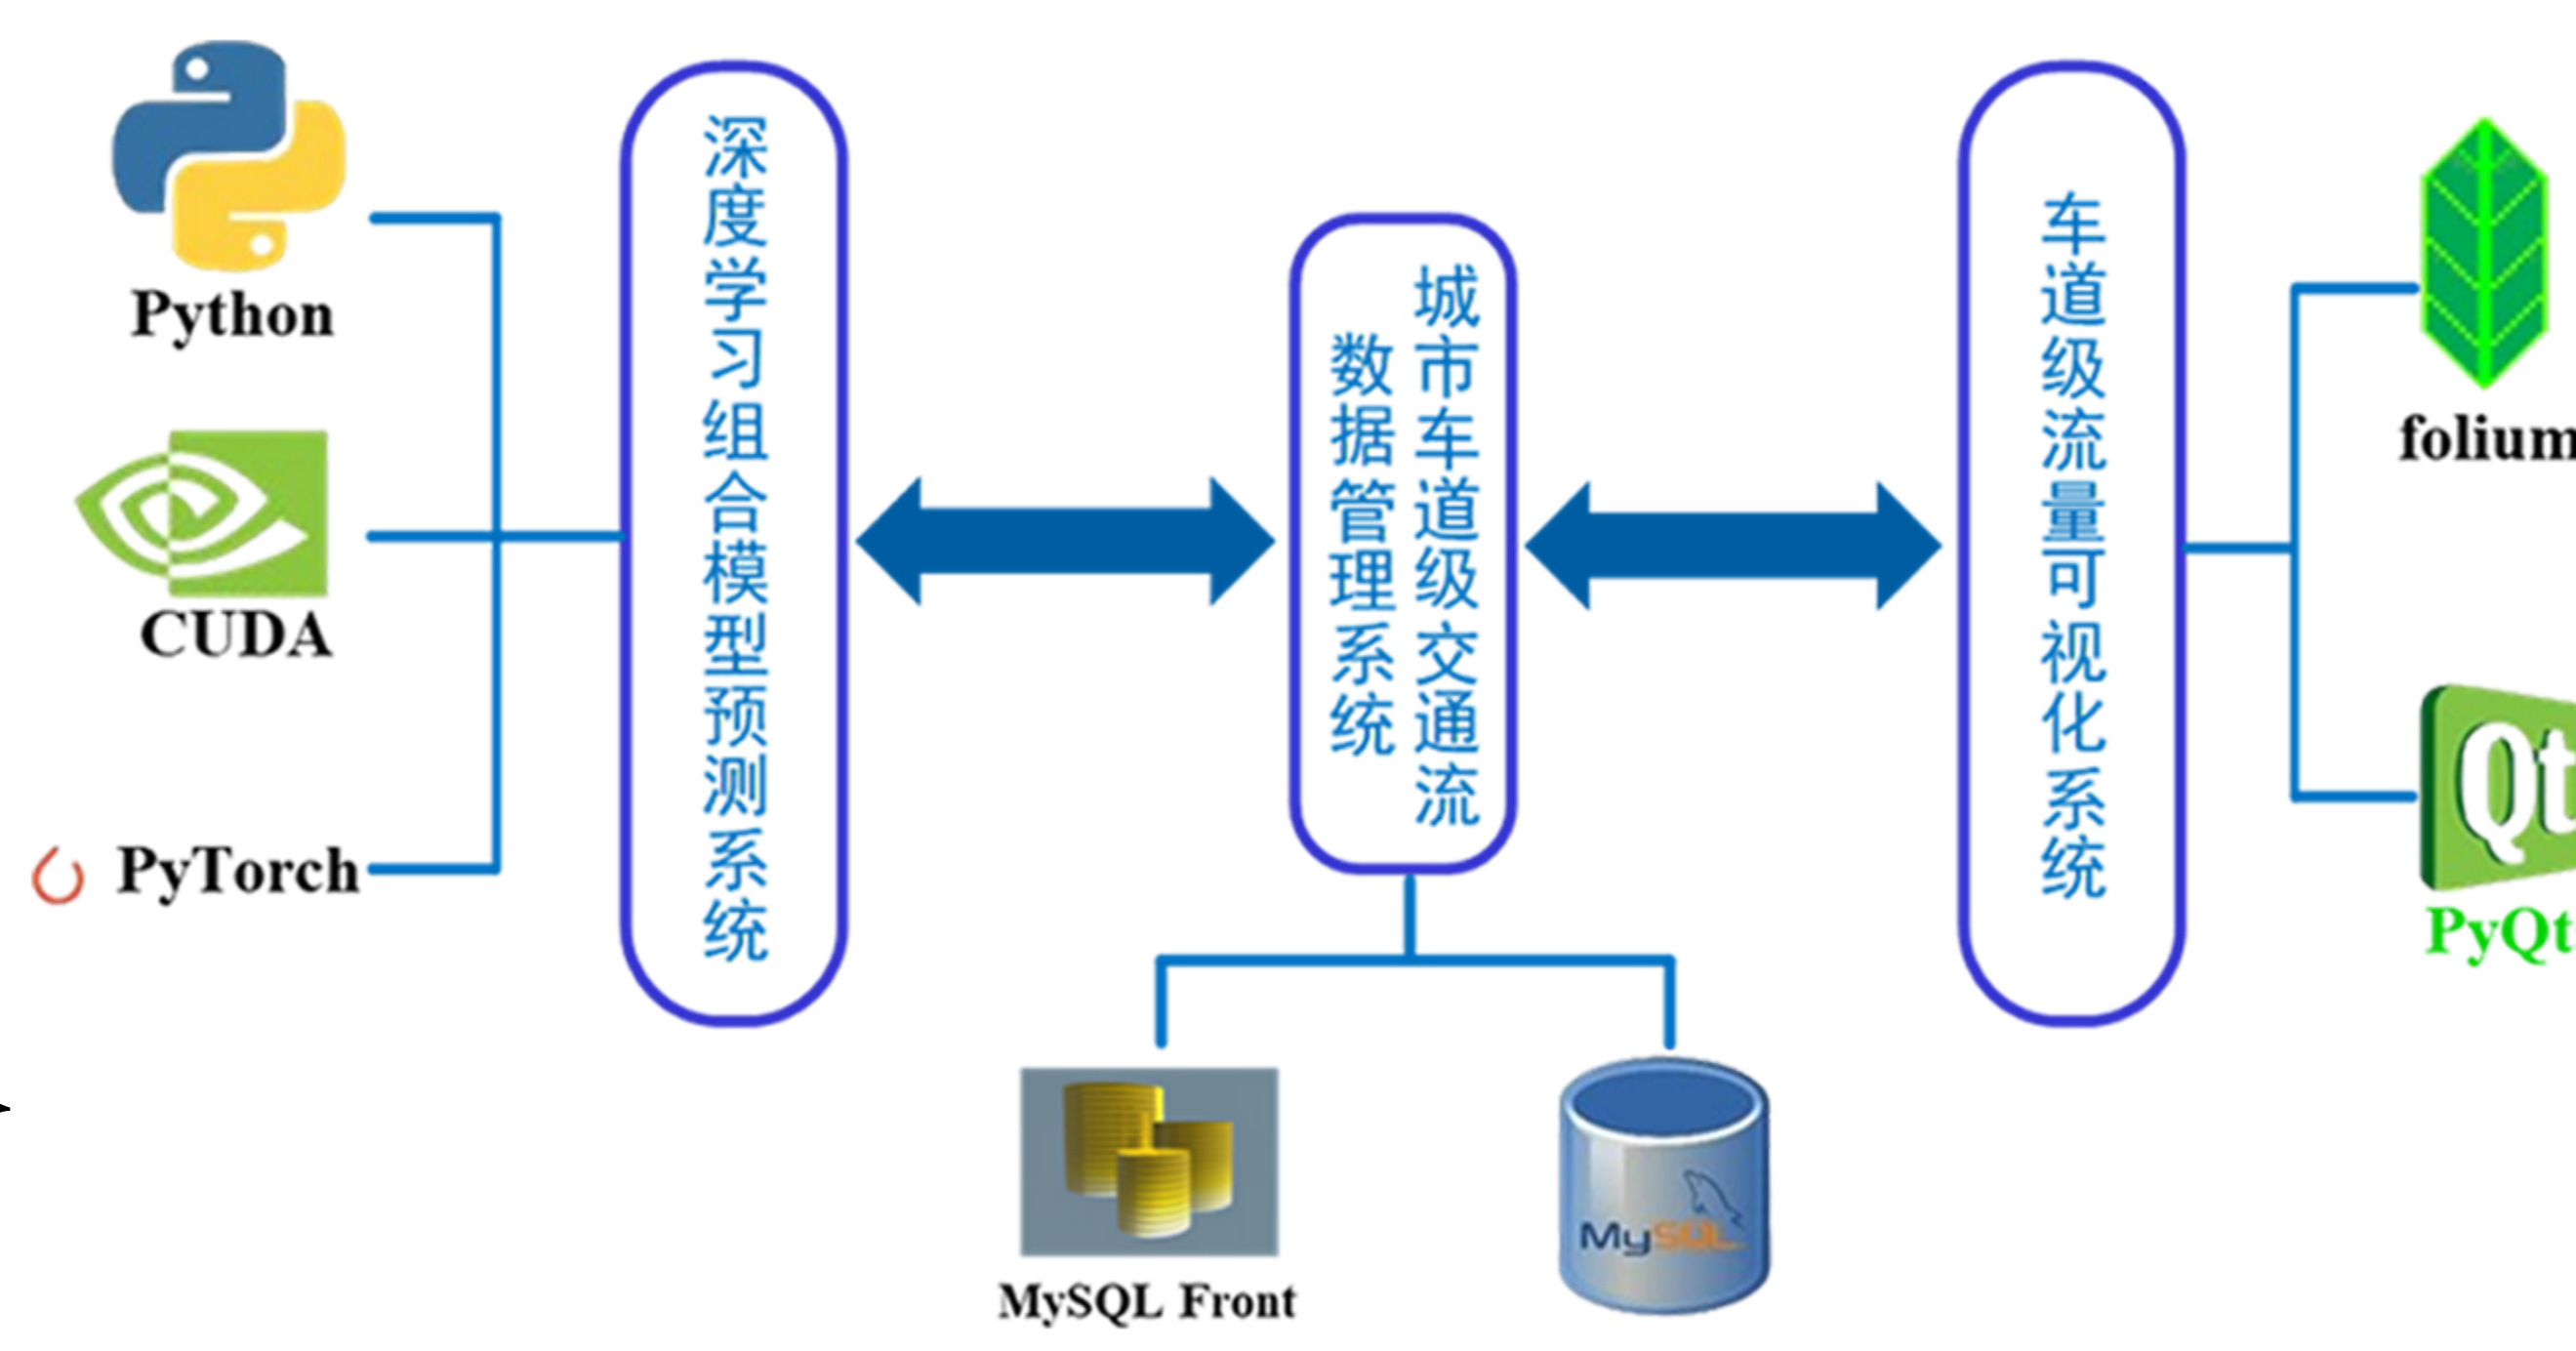 Python
CUDA
PyTorch
深度学习组合模型预测系统
城市车道级交通流
数据管理系统
MySQL Front
MySQL
车道级流量可视化系统
folium
Qt
PyQt